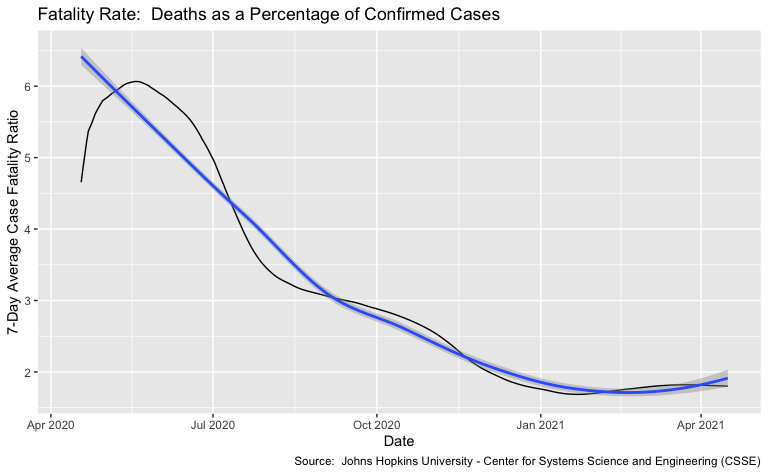 Fatality Rate:  Deaths as a Percentage of Confirmed Cases
7-Day Average Case Fatality Ratio
6
5
4
3
2
Apr 2020
Jul 2020
Oct 2020
Jan 2021
Apr 2021
Date
Source:  Johns Hopkins University - Center for Systems Science and Engineering (CSSE)